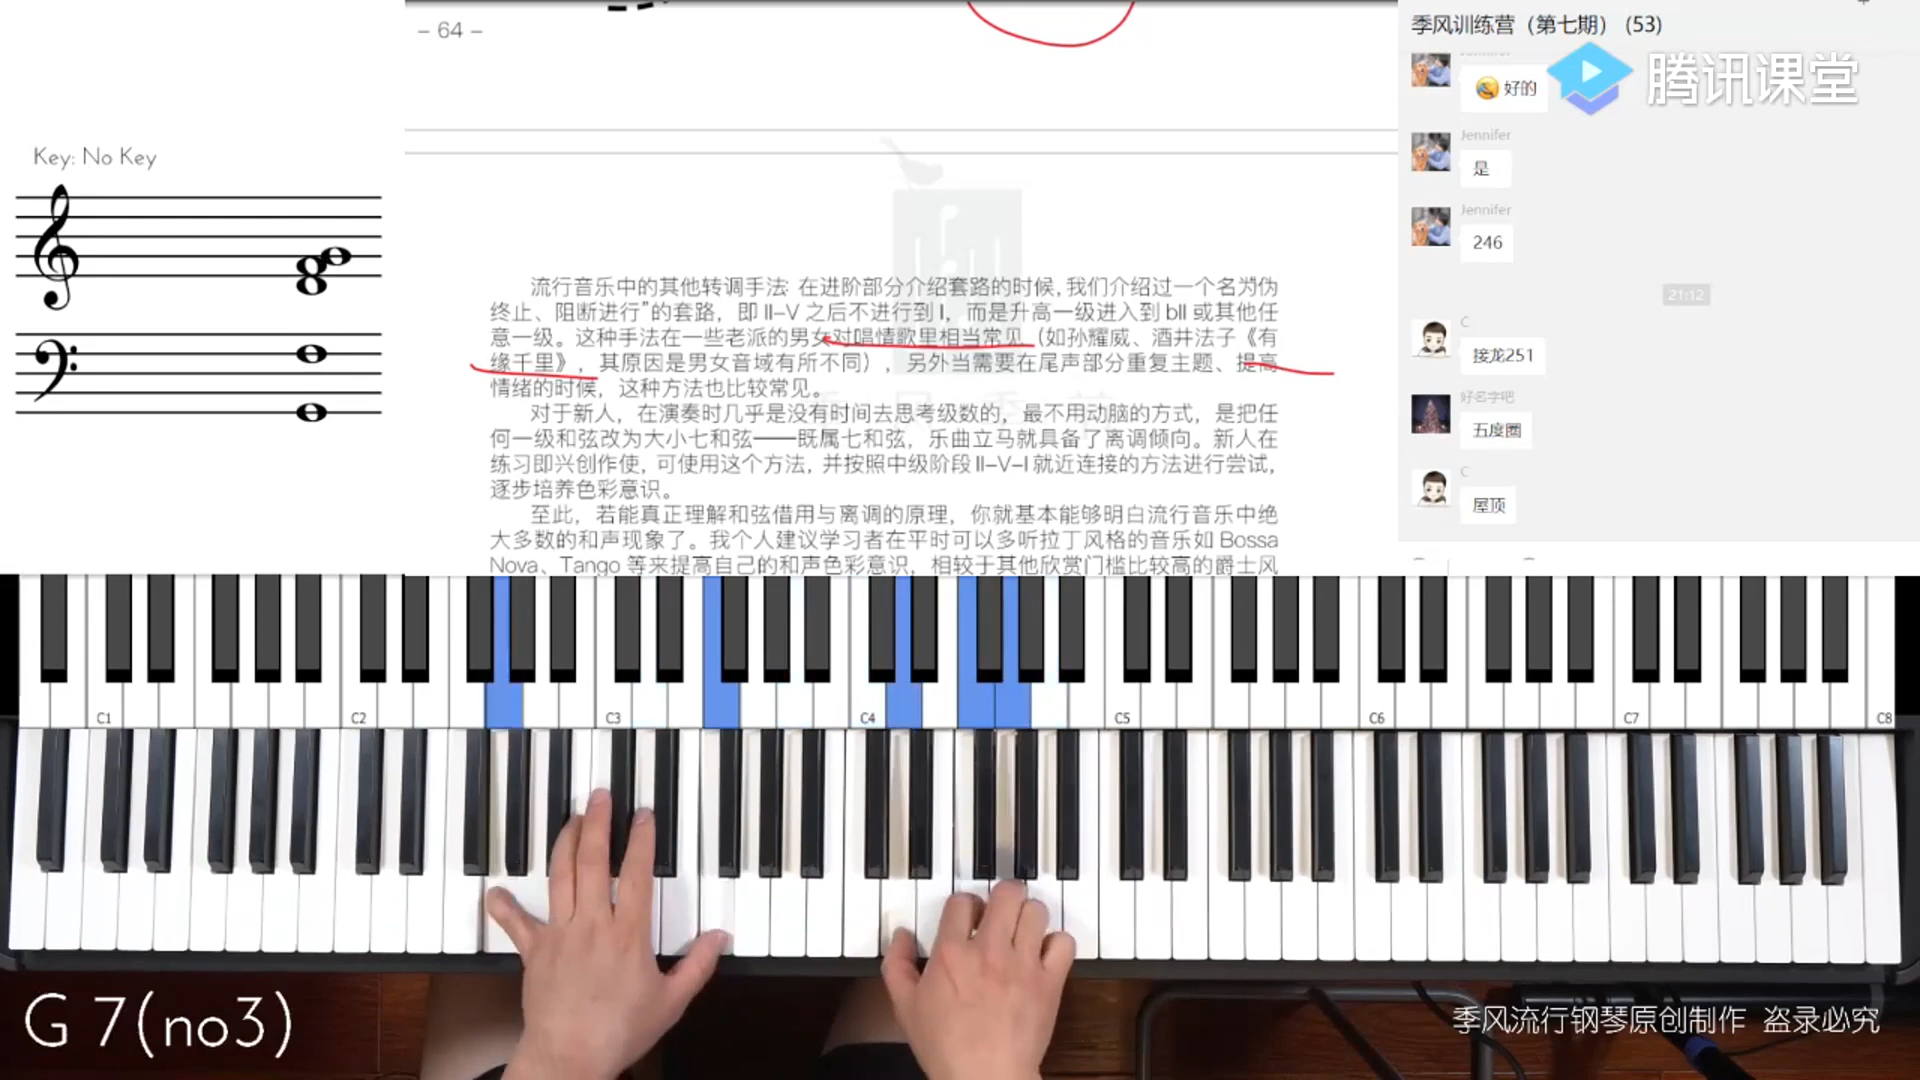 – 64 –
Key: No Key
流行音乐中的其他转调手法: 在进阶部分介绍套路的时候, 我们介绍过一个名为伪
终止、阻断进行”的套路，即 II–V 之后不进行到 I，而是升高一级进入到 bII 或其他任
意一级。这种手法在一些老派的男女对唱情歌里相当常见（如孙耀威、酒井法子《有
缘千里》，其原因是男女音域有所不同），另外当需要在尾声部分重复主题、提高
情绪的时候，这种方法也比较常见。
对于新人，在演奏时几乎是没有时间去思考级数的，最不用动脑的方式，是把任
何一级和弦改为大小七和弦——既属七和弦，乐曲立马就具备了离调倾向。新人在
练习即兴创作使, 可使用这个方法, 并按照中级阶段 II–V–I 就近连接的方法进行尝试,
逐步培养色彩意识。
至此，若能真正理解和弦借用与离调的原理，你就基本能够明白流行音乐中绝
大多数的和声现象了。我个人建议学习者在平时可以多听拉丁风格的音乐如 Bossa
Nova、Tango 等来提高自己的和声色彩意识，相较于其他欣赏门槛比较高的爵士风
季风训练营（第七期） (53)
腾讯课堂
好的
Jennifer
是
Jennifer
246
21:12
C
接龙251
好名字吧
五度圈
C
屋顶
C1
C2
C3
C4
C5
C6
C7
C8
G 7(no3)
季风流行钢琴原创制作 盗录必究